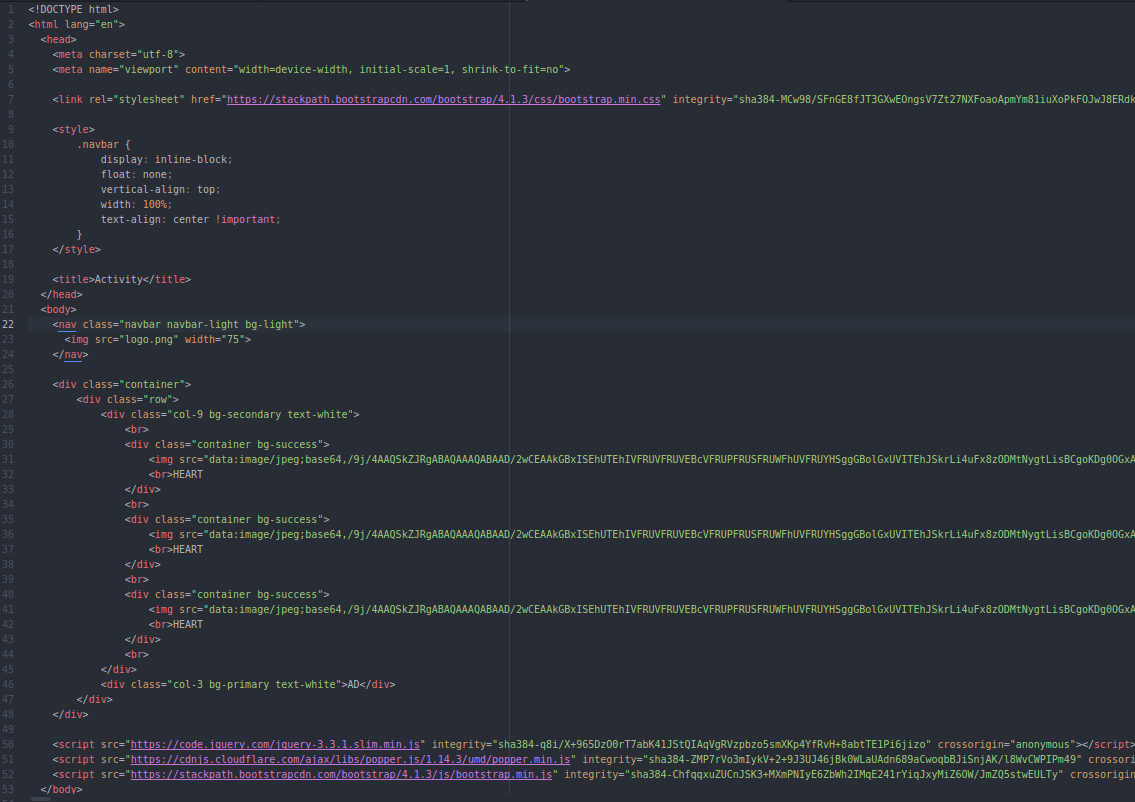 1 <!DOCTYPE html>
2 <html lang="en">
3 <head>
4 <meta charset="utf-8">
5 <meta name="viewport" content="width=device-width, initial-scale=1, shrink-to-fit=no">
6
7 <link rel="stylesheet" href="https://stackpath.bootstrapcdn.com/bootstrap/4.1.3/css/bootstrap.min.css" integrity="sha384-MCw98/SFnGE8fJT3GXwEOngsV7Zt27NXFoaoApmYm81iuXoPkFOJwJ8ERdk
8
9 <style>
10 .navbar {
11 display: inline-block;
12 float: none;
13 vertical-align: top;
14 width: 100%;
15 text-align: center !important;
16 }
17 </style>
18
19 <title>Activity</title>
20 </head>
21 <body>
22 <nav class="navbar navbar-light bg-light">
23 <img src="logo.png" width="75">
24 </nav>
25
26 <div class="container">
27 <div class="row">
28 <div class="col-9 bg-secondary text-white">
29 <br>
30 <div class="container bg-success">
31 <img src="data:image/jpeg;base64,/9j/4AAQSkZJRgABAQAAAQABAAD/2wCEAAkGBxISEhUTEhIVFRUVFRUVEBcVFRUPFRUSFRUWFhUVFRUYHSggGBolGxUVITEhJSkrLi4uFx8zODMtNygtLisBCgoKDg0OGxA
32 <br>HEART
33 </div>
34 <br>
35 <div class="container bg-success">
36 <img src="data:image/jpeg;base64,/9j/4AAQSkZJRgABAQAAAQABAAD/2wCEAAkGBxISEhUTEhIVFRUVFRUVEBcVFRUPFRUSFRUWFhUVFRUYHSggGBolGxUVITEhJSkrLi4uFx8zODMtNygtLisBCgoKDg0OGxA
37 <br>HEART
38 </div>
39 <br>
40 <div class="container bg-success">
41 <img src="data:image/jpeg;base64,/9j/4AAQSkZJRgABAQAAAQABAAD/2wCEAAkGBxISEhUTEhIVFRUVFRUVEBcVFRUPFRUSFRUWFhUVFRUYHSggGBolGxUVITEhJSkrLi4uFx8zODMtNygtLisBCgoKDg0OGxA
42 <br>HEART
43 </div>
44 <br>
45 </div>
46 <div class="col-3 bg-primary text-white">AD</div>
47 </div>
48 </div>
49
50 <script src="https://code.jquery.com/jquery-3.3.1.slim.min.js" integrity="sha384-q8i/X+965DzO0rT7abK41JStQIAqVgRVzpbzo5smXKp4YfRvH+8abtTE1Pi6jizo" crossorigin="anonymous"></script>
51 <script src="https://cdnjs.cloudflare.com/ajax/libs/popper.js/1.14.3/umd/popper.min.js" integrity="sha384-ZMP7rVo3mIykV+2+9J3UJ46jBk0WLaUAdn689aCwoqbBJiSnjAK/l8WvCWPIPm49" crossori
52 <script src="https://stackpath.bootstrapcdn.com/bootstrap/4.1.3/js/bootstrap.min.js" integrity="sha384-ChfqqxuZUCnJSK3+MXmPNIyE6ZbWh2IMqE241rYiqJxyMiZ6OW/JmZQ5stwEULTy" crossorigin
53 </body>